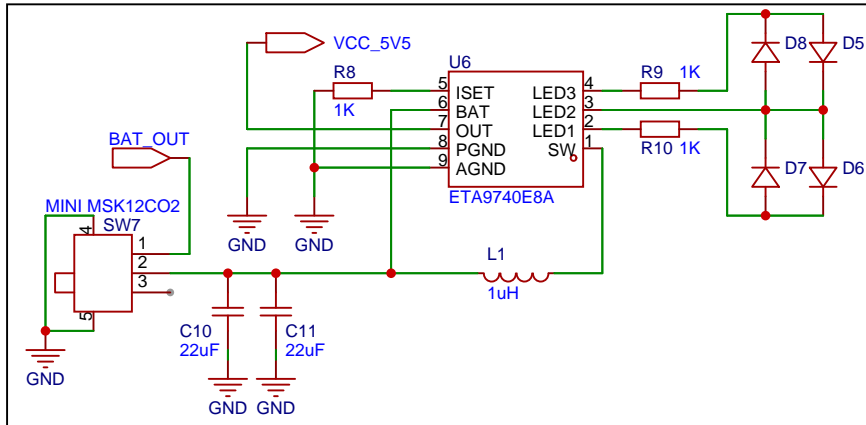 VCC_5V5
U6
R8
1K
5 ISET
6 BAT
7 OUT
8 PGND
9 AGND
LED3 4
LED2 3
LED1 2
SW 1
ETA9740E8A
R9 1K
R10 1K
D8
D5
D7
D6
BAT_OUT
MINI MSK12CO2
SW7
4
1
2
3
5
GND
GND
GND
L1
1uH
C10
22uF
C11
22uF
GND
GND